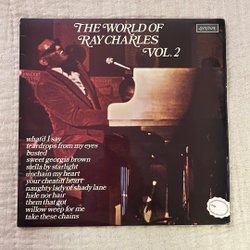 THE WORLD OF
RAY CHARLES
VOL. 2
LONDON
what'd I say
teardrops from my eyes
busted
sweet georgia brown
stella by starlight
unchain my heart
your cheatin heart
naughty lady of shady lane
hide nor hair
them that got
willow weep for me
take these chains